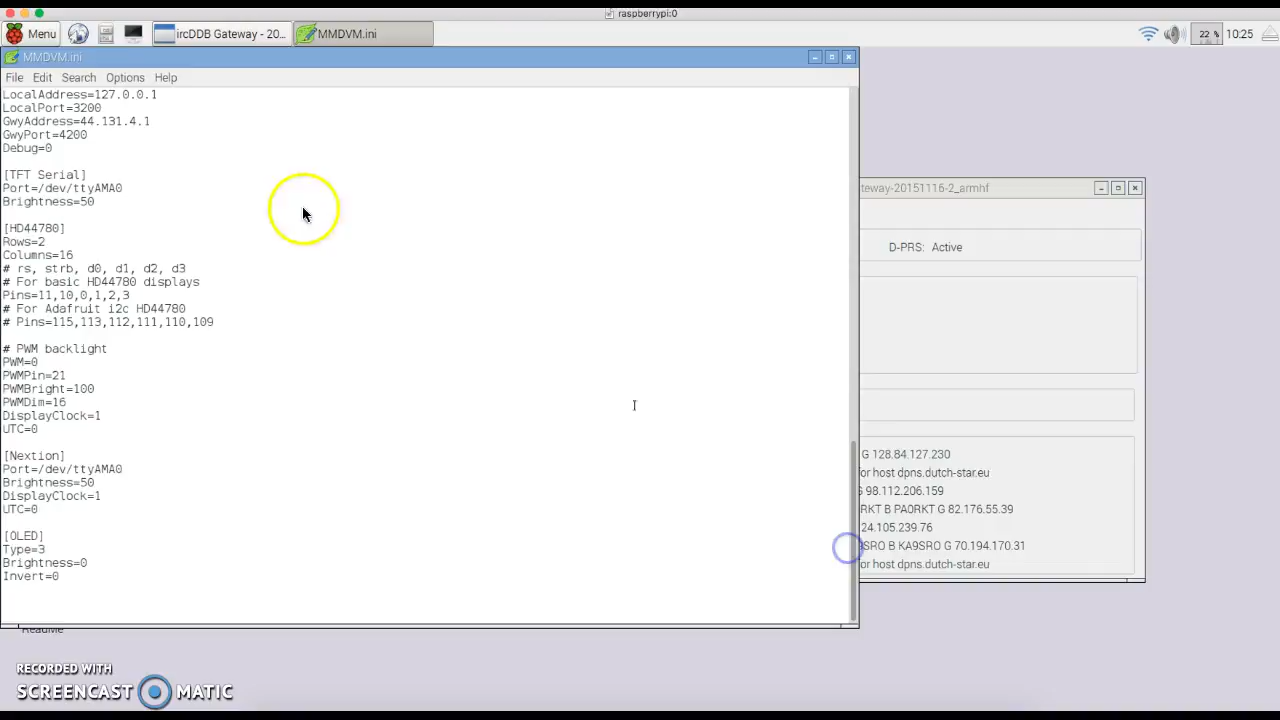 raspberrypi:0
Menu
ircDDB Gateway - 20...
MMDVM.ini
22 %
10:25
MMDVM.ini
File Edit Search Options Help
LocalAddress=127.0.0.1
LocalPort=3200
GwyAddress=44.131.4.1
GwyPort=4200
Debug=0
[TFT Serial]
Port=/dev/ttyAMA0
Brightness=50
[HD44780]
Rows=2
Columns=16
# rs, strb, d0, d1, d2, d3
# For basic HD44780 displays
Pins=11,10,0,1,2,3
# For Adafruit i2c HD44780
# Pins=115,113,112,111,110,109
# PWM backlight
PWM=0
PWMPin=21
PWMBright=100
PWMDim=16
DisplayClock=1
UTC=0
[Nextion]
Port=/dev/ttyAMA0
Brightness=50
DisplayClock=1
UTC=0
[OLED]
Type=3
Brightness=0
Invert=0
teway-20151116-2_armhf
D-PRS: Active
G 128.84.127.230
for host dpns.dutch-star.eu
G 98.112.206.159
RKT B PA0RKT G 82.176.55.39
24.105.239.76
SRO B KA9SRO G 70.194.170.31
for host dpns.dutch-star.eu
ReadMe
RECORDED WITH
SCREENCAST MATIC